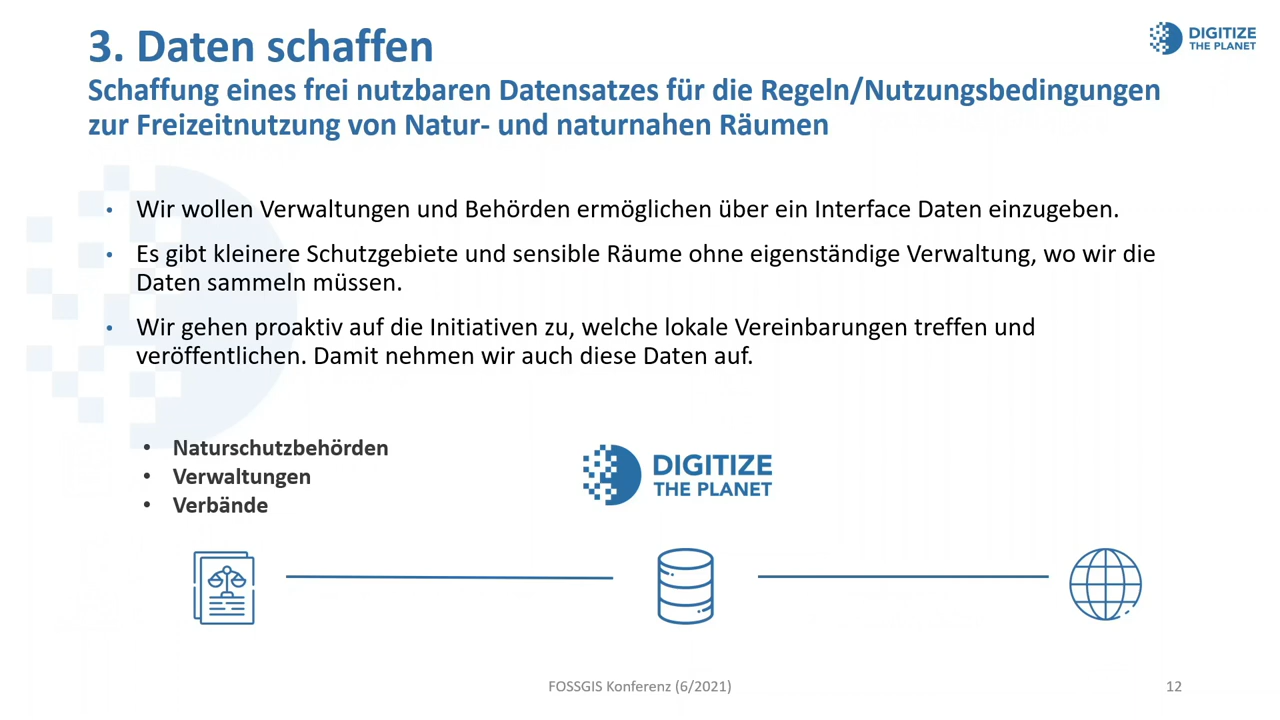 3. Daten schaffen
DIGITIZE
THE PLANET
Schaffung eines frei nutzbaren Datensatzes für die Regeln/Nutzungsbedingungen
zur Freizeitnutzung von Natur- und naturnahen Räumen
• Wir wollen Verwaltungen und Behörden ermöglichen über ein Interface Daten einzugeben.
• Es gibt kleinere Schutzgebiete und sensible Räume ohne eigenständige Verwaltung, wo wir die
Daten sammeln müssen.
• Wir gehen proaktiv auf die Initiativen zu, welche lokale Vereinbarungen treffen und
veröffentlichen. Damit nehmen wir auch diese Daten auf.
• Naturschutzbehörden
• Verwaltungen
• Verbände
DIGITIZE
THE PLANET
FOSSGIS Konferenz (6/2021)
12